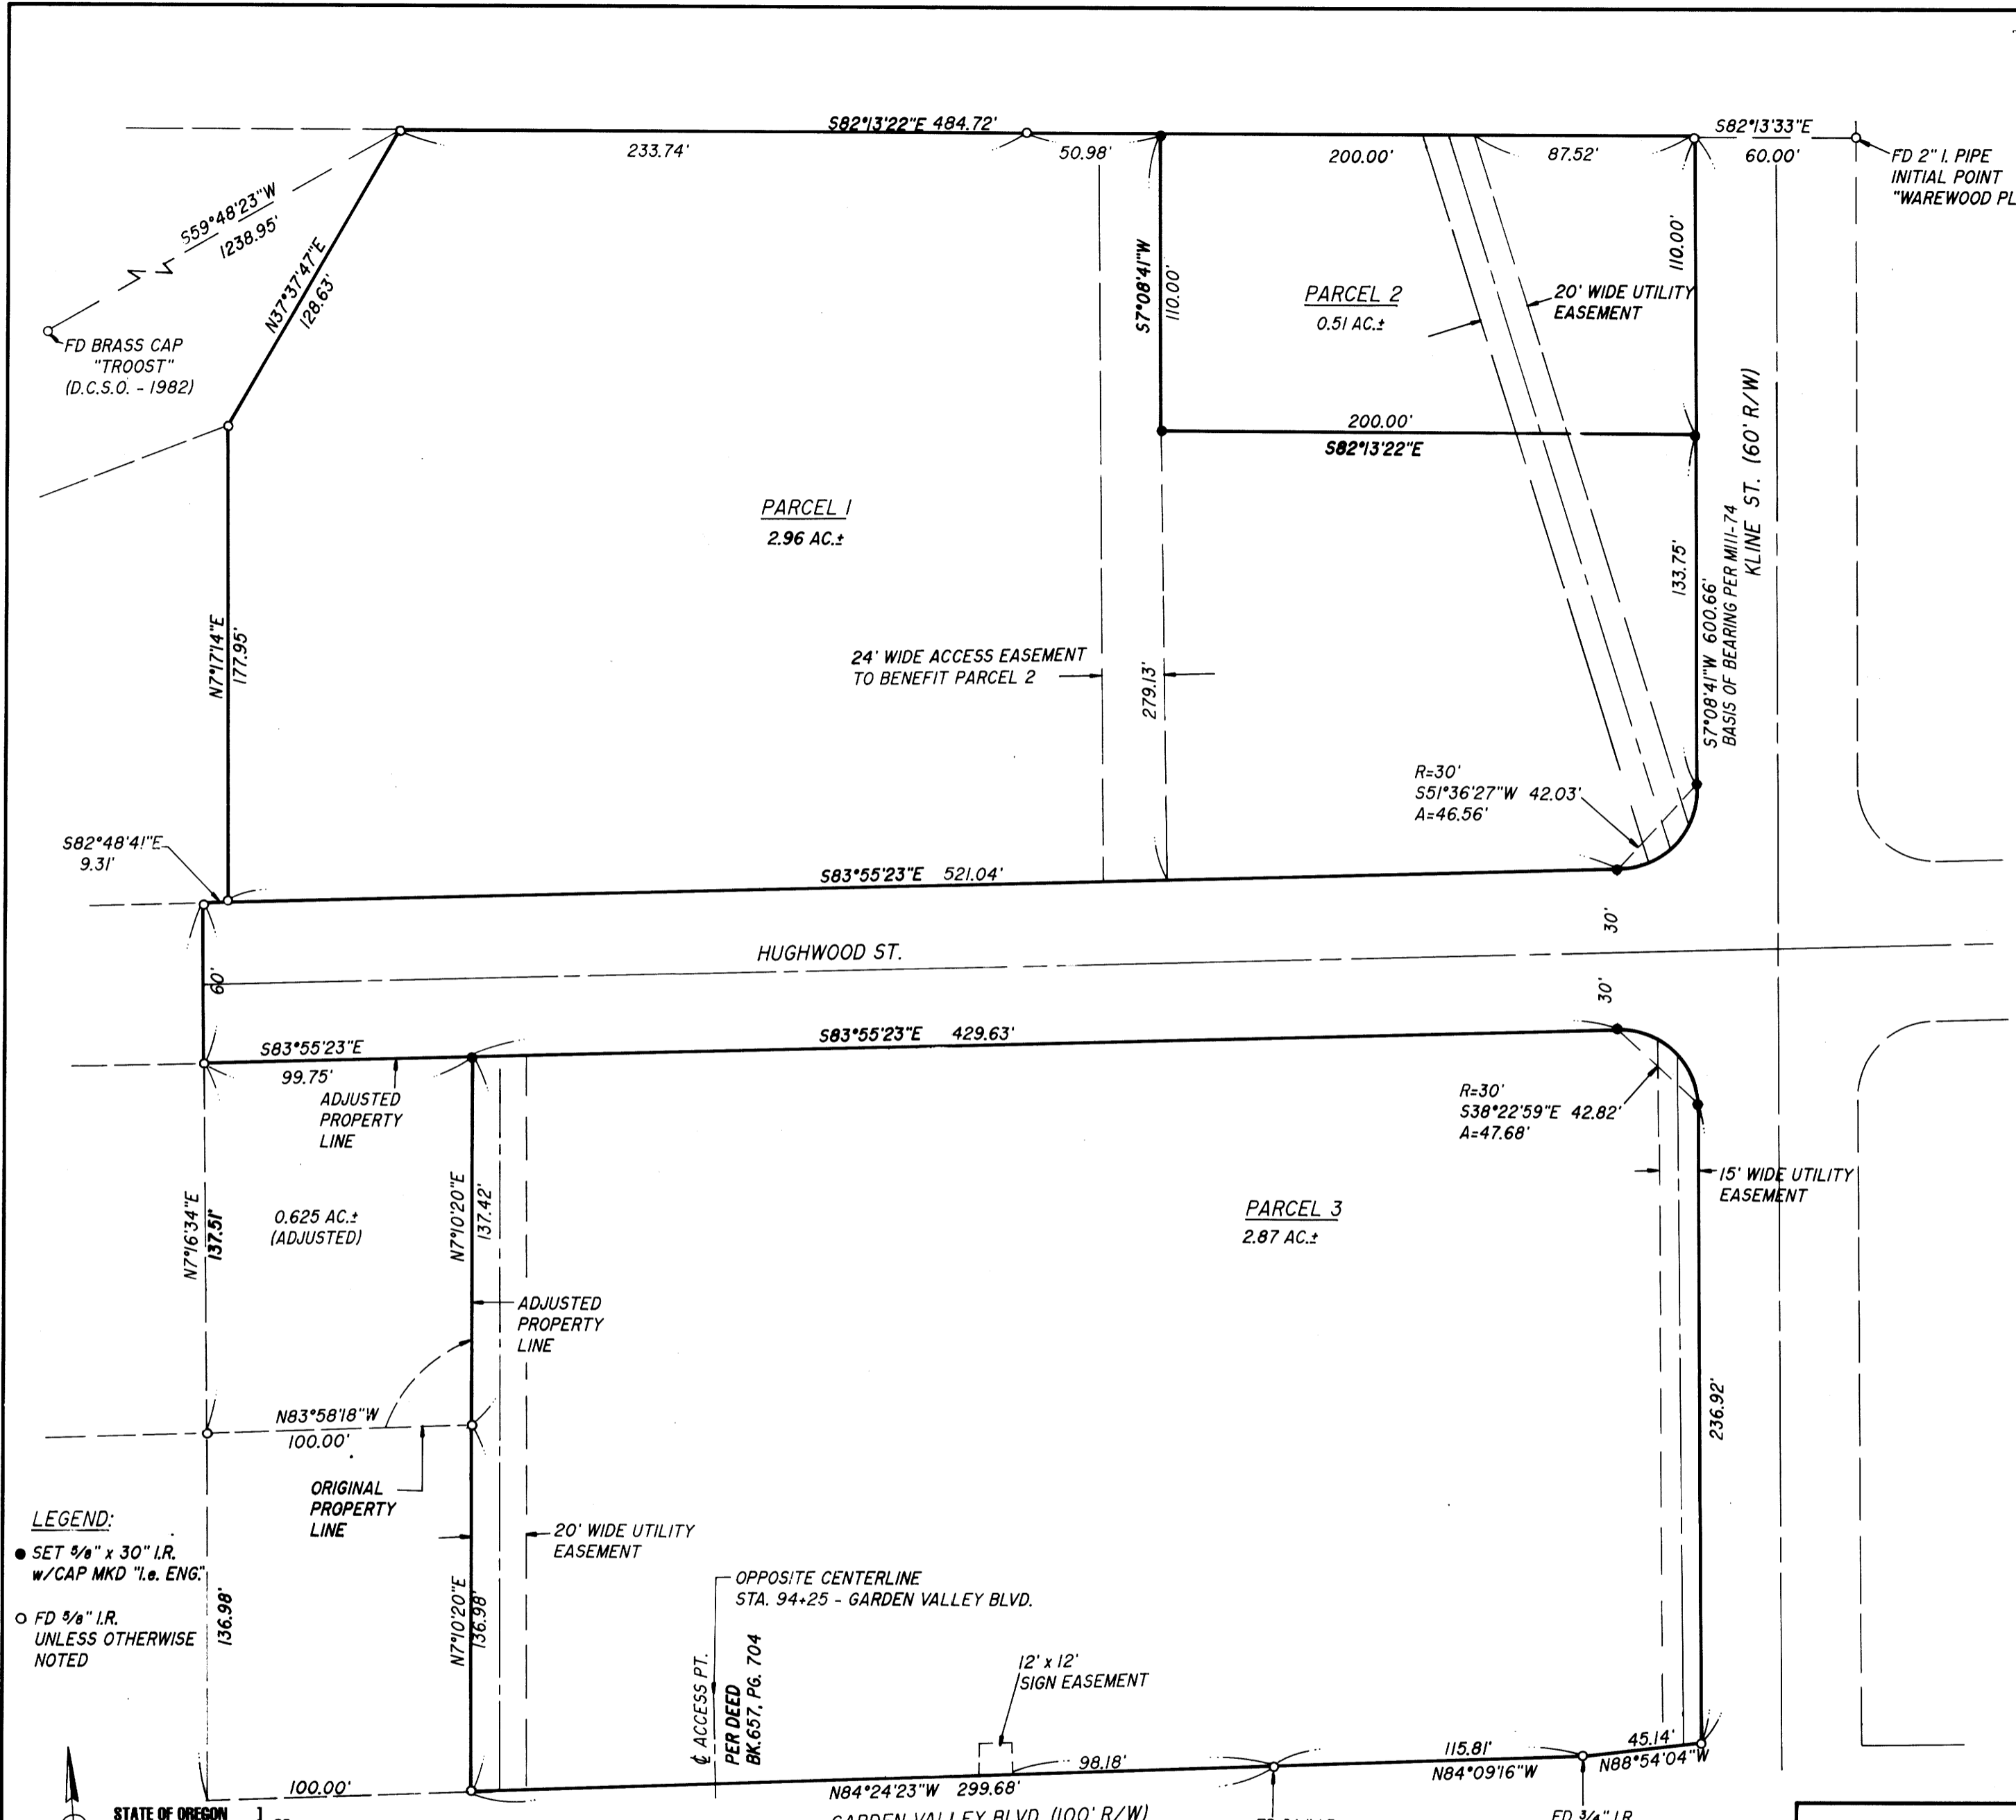 S82°13'22"E 484.72'
S82°13'33"E
233.74'
50.98'
200.00'
87.52'
60.00'
FD 2" I. PIPE
INITIAL POINT
"WAREWOOD PL
S59°48'23"W
1238.95'
N37°37'47"E
128.63'
FD BRASS CAP
"TROOST"
(D.C.S.O. - 1982)
S7°08'41"W
110.00'
PARCEL 2
0.51 AC.±
20' WIDE UTILITY
EASEMENT
110.00'
200.00'
S82°13'22"E
KLINE ST. (60' R/W)
PARCEL 1
2.96 AC.±
133.75'
S7°08'41"W 600.66'
BASIS OF BEARING PER M111-74
N7°17'14"E
177.95'
24' WIDE ACCESS EASEMENT
TO BENEFIT PARCEL 2
279.13'
R=30'
S51°36'27"W 42.03'
A=46.56'
S82°48'41"E
9.31'
S83°55'23"E 521.04'
HUGHWOOD ST.
30'
60'
30'
S83°55'23"E
99.75'
S83°55'23"E 429.63'
ADJUSTED
PROPERTY
LINE
R=30'
S38°22'59"E 42.82'
A=47.68'
15' WIDE UTILITY
EASEMENT
N7°16'34"E
137.51'
0.625 AC.±
(ADJUSTED)
N7°10'20"E
137.42'
PARCEL 3
2.87 AC.±
ADJUSTED
PROPERTY
LINE
236.92'
N83°58'18"W
100.00'
ORIGINAL
PROPERTY
LINE
20' WIDE UTILITY
EASEMENT
LEGEND:
SET 5/8" x 30" I.R.
w/CAP MKD "i.e. ENG."
FD 5/8" I.R.
UNLESS OTHERWISE
NOTED
136.98'
N7°10'20"E
136.98'
OPPOSITE CENTERLINE
STA. 94+25 - GARDEN VALLEY BLVD.
℄ ACCESS PT.
PER DEED
BK.657, PG. 704
12' x 12'
SIGN EASEMENT
100.00'
98.18'
N84°24'23"W 299.68'
115.81'
N84°09'16"W
45.14'
N88°54'04"W
STATE OF OREGON
GARDEN VALLEY BLVD. (100' R/W)
FD 3/4" I.R.